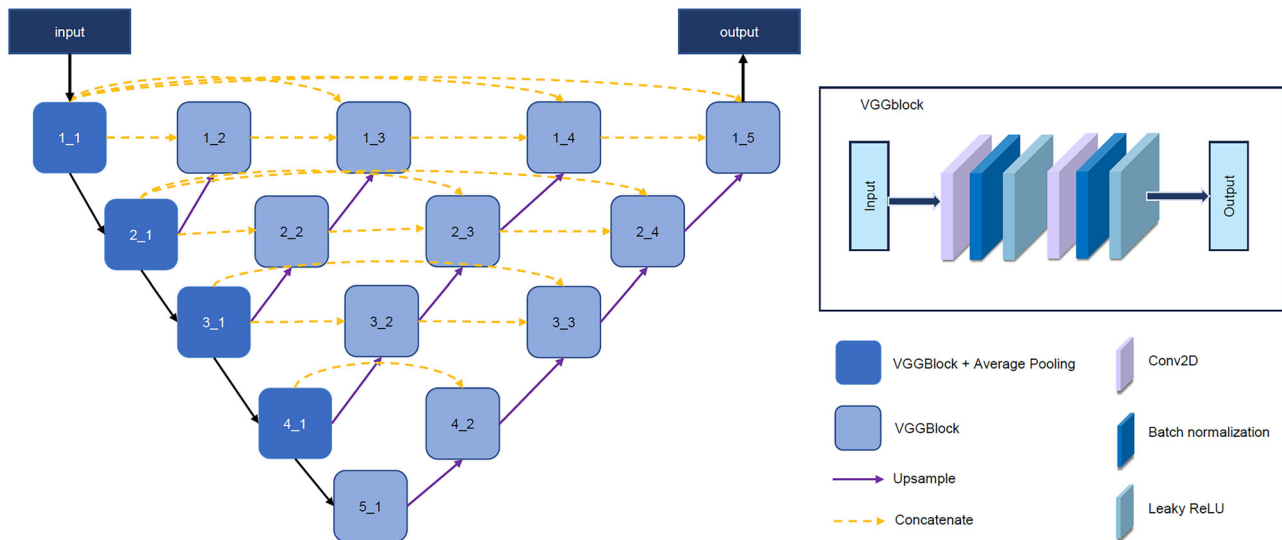 input
output
1_1
1_2
1_3
1_4
1_5
2_1
2_2
2_3
2_4
3_1
3_2
3_3
4_1
4_2
5_1
VGGblock
Input
Output
VGGBlock + Average Pooling
VGGBlock
Upsample
Concatenate
Conv2D
Batch normalization
Leaky ReLU